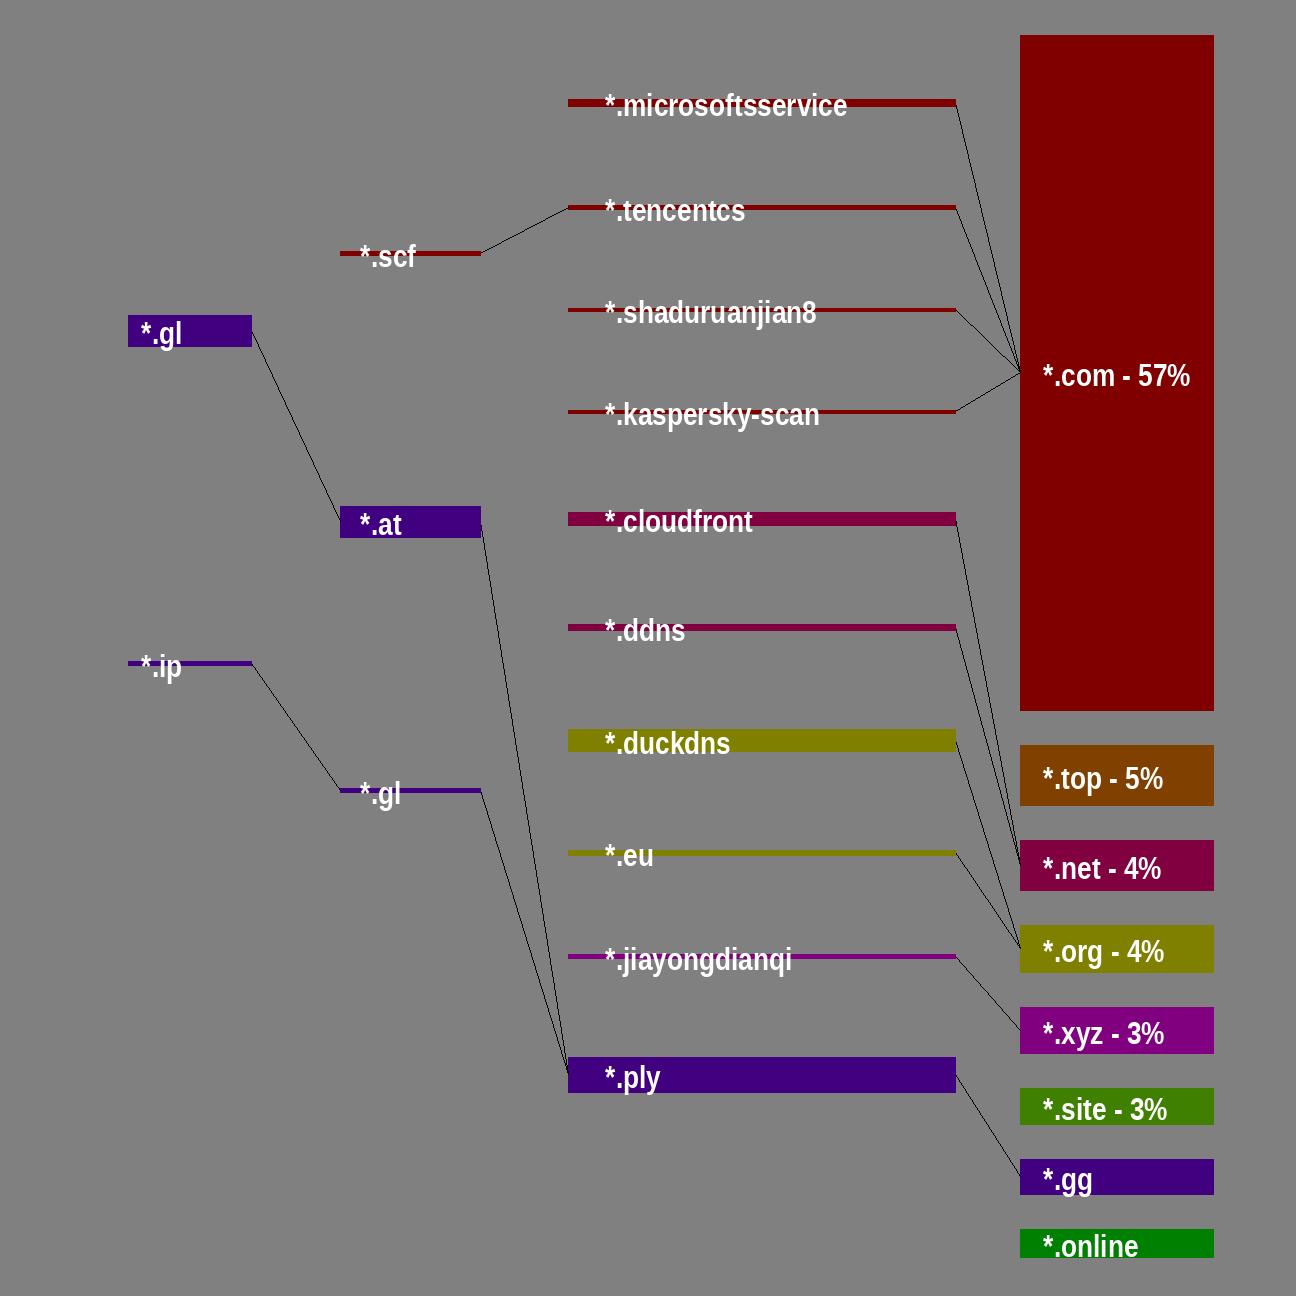 *.gl
*.ip
*.scf
*.at
*.gl
*.microsoftsservice
*.tencentcs
*.shaduruanjian8
*.kaspersky-scan
*.cloudfront
*.ddns
*.duckdns
*.eu
*.jiayongdianqi
*.ply
*.com - 57%
*.top - 5%
*.net - 4%
*.org - 4%
*.xyz - 3%
*.site - 3%
*.gg
*.online